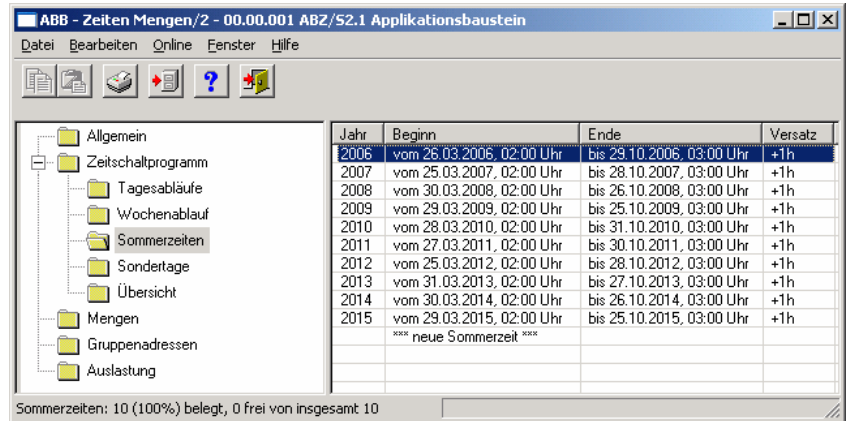 ABB - Zeiten Mengen/2 - 00.00.001 ABZ/S2.1 Applikationsbaustein
Datei Bearbeiten Online Fenster Hilfe
Allgemein
Zeitschaltprogramm
Tagesabläufe
Wochenablauf
Sommerzeiten
Sondertage
Übersicht
Mengen
Gruppenadressen
Auslastung
Jahr Beginn Ende Versatz
2006 vom 26.03.2006, 02:00 Uhr bis 29.10.2006, 03:00 Uhr +1h
2007 vom 25.03.2007, 02:00 Uhr bis 28.10.2007, 03:00 Uhr +1h
2008 vom 30.03.2008, 02:00 Uhr bis 26.10.2008, 03:00 Uhr +1h
2009 vom 29.03.2009, 02:00 Uhr bis 25.10.2009, 03:00 Uhr +1h
2010 vom 28.03.2010, 02:00 Uhr bis 31.10.2010, 03:00 Uhr +1h
2011 vom 27.03.2011, 02:00 Uhr bis 30.10.2011, 03:00 Uhr +1h
2012 vom 25.03.2012, 02:00 Uhr bis 28.10.2012, 03:00 Uhr +1h
2013 vom 31.03.2013, 02:00 Uhr bis 27.10.2013, 03:00 Uhr +1h
2014 vom 30.03.2014, 02:00 Uhr bis 26.10.2014, 03:00 Uhr +1h
2015 vom 29.03.2015, 02:00 Uhr bis 25.10.2015, 03:00 Uhr +1h
*** neue Sommerzeit ***
Sommerzeiten: 10 (100%) belegt, 0 frei von insgesamt 10